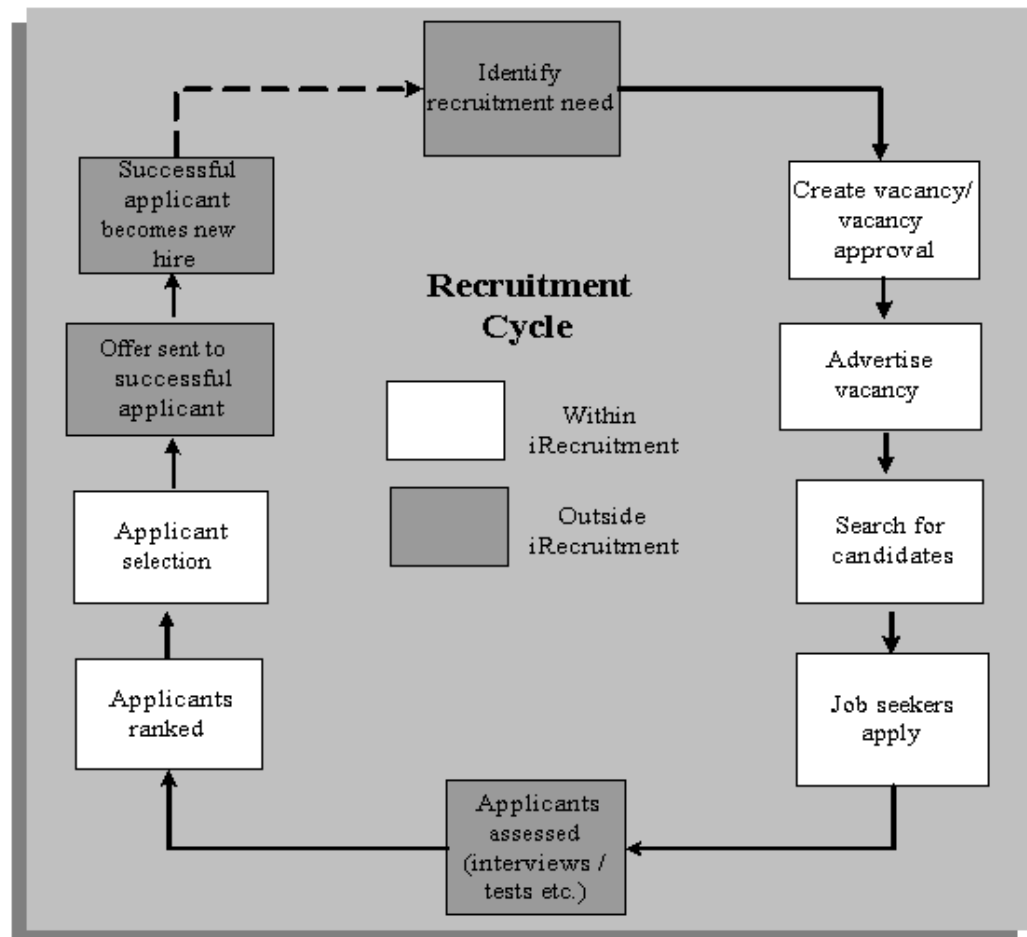 Identify
recruitment need
Successful
applicant
becomes new
hire
Create vacancy/
vacancy
approval
Recruitment
Cycle
Offer sent to
successful
applicant
Advertise
vacancy
Within
iRecruitment
Outside
iRecruitment
Applicant
selection
Search for
candidates
Applicants
ranked
Job seekers
apply
Applicants
assessed
(interviews /
tests etc.)